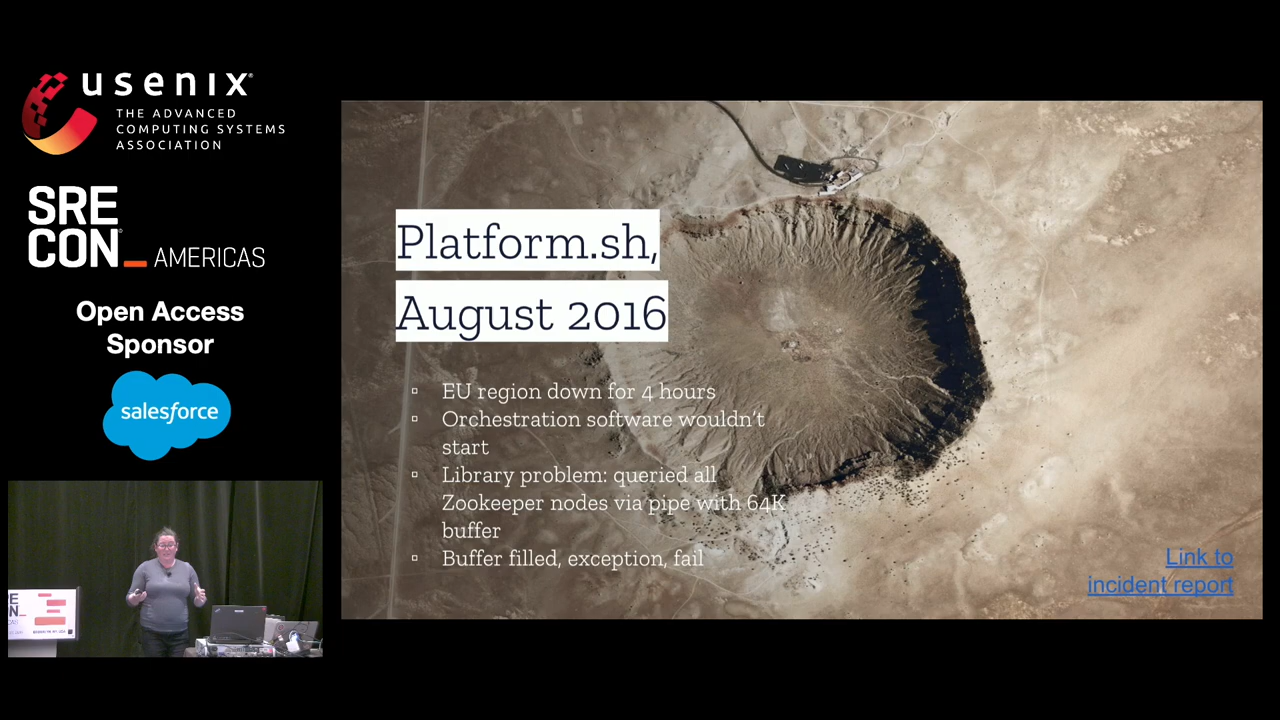 usenix®
THE ADVANCED
COMPUTING SYSTEMS
ASSOCIATION
SRE
CON_ AMERICAS
Open Access
Sponsor
salesforce
Platform.sh,
August 2016
▫ EU region down for 4 hours
▫ Orchestration software wouldn't
start
▫ Library problem: queried all
Zookeeper nodes via pipe with 64K
buffer
▫ Buffer filled, exception, fail
Link to
incident report